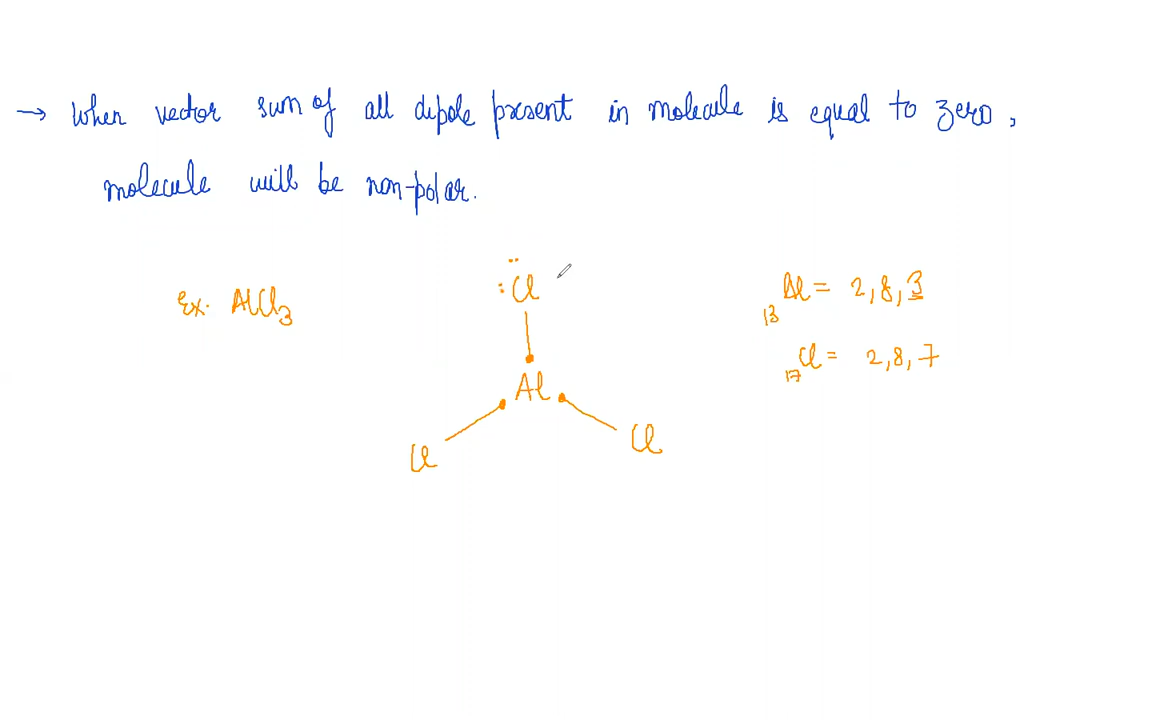 → When vector sum of all dipole present in molecule is equal to zero,
molecule will be non-polar.
Ex. AlCl₃
:Cl
Al
Cl
Cl
₁₃Al = 2,8,3
₁₇Cl = 2,8,7